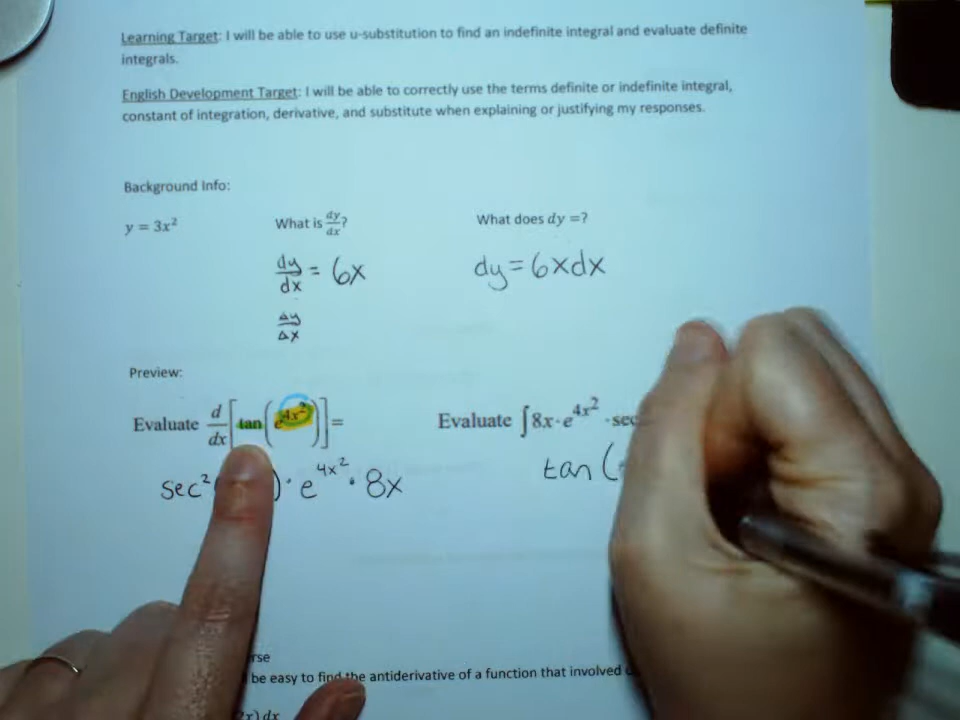 Learning Target: I will be able to use u-substitution to find an indefinite integral and evaluate definite
integrals.
English Development Target: I will be able to correctly use the terms definite or indefinite integral,
constant of integration, derivative, and substitute when explaining or justifying my responses.
Background Info:
y = 3x² What is dy/dx? What does dy =?
dy/dx = 6x dy = 6xdx
Δy/Δx
Preview:
Evaluate d/dx [tan(e^4x²)] = Evaluate ∫8x·e^4x² · sec
sec² ) · e^4x² · 8x tan (
be easy to find the antiderivative of a function that involved
) dx